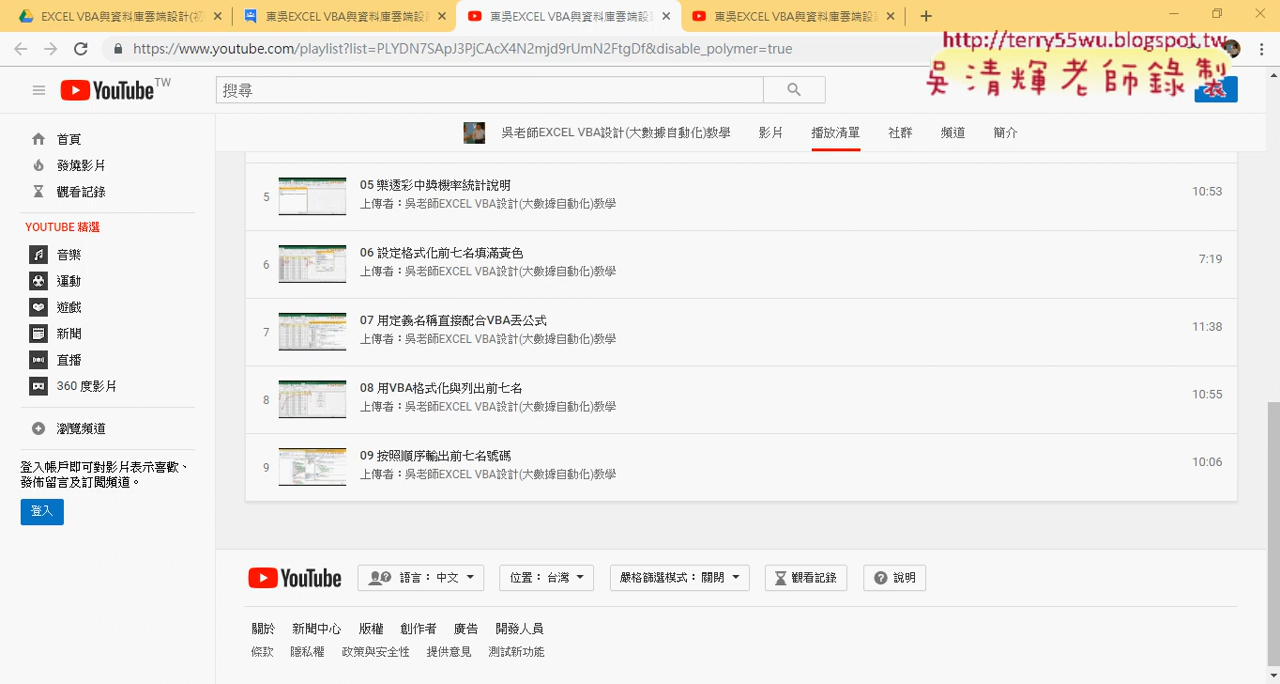 EXCEL VBA與資料庫雲端設計(初
東吳EXCEL VBA與資料庫雲端設計
東吳EXCEL VBA與資料庫雲端設計
東吳EXCEL VBA與資料庫雲端設計
https://www.youtube.com/playlist?list=PLYDN7SApJ3PjCAcX4N2mjd9rUmN2FtgDf&disable_polymer=true
http://terry55wu.blogspot.tw
吳清輝老師錄製
YouTube TW
搜尋
吳老師EXCEL VBA設計(大數據自動化)教學
影片
播放清單
社群
頻道
簡介
首頁
發燒影片
觀看記錄
YOUTUBE 精選
音樂
運動
遊戲
新聞
直播
360 度影片
瀏覽頻道
登入帳戶即可對影片表示喜歡、
發佈留言及訂閱頻道。
登入
5
05 樂透彩中獎機率統計說明
10:53
上傳者：吳老師EXCEL VBA設計(大數據自動化)教學
6
06 設定格式化前七名填滿黃色
7:19
上傳者：吳老師EXCEL VBA設計(大數據自動化)教學
7
07 用定義名稱直接配合VBA丟公式
11:38
上傳者：吳老師EXCEL VBA設計(大數據自動化)教學
8
08 用VBA格式化與列出前七名
10:55
上傳者：吳老師EXCEL VBA設計(大數據自動化)教學
9
09 按照順序輸出前七名號碼
10:06
上傳者：吳老師EXCEL VBA設計(大數據自動化)教學
YouTube
語言：中文
位置：台灣
嚴格篩選模式：關閉
觀看記錄
說明
關於 新聞中心 版權 創作者 廣告 開發人員
條款 隱私權 政策與安全性 提供意見 測試新功能